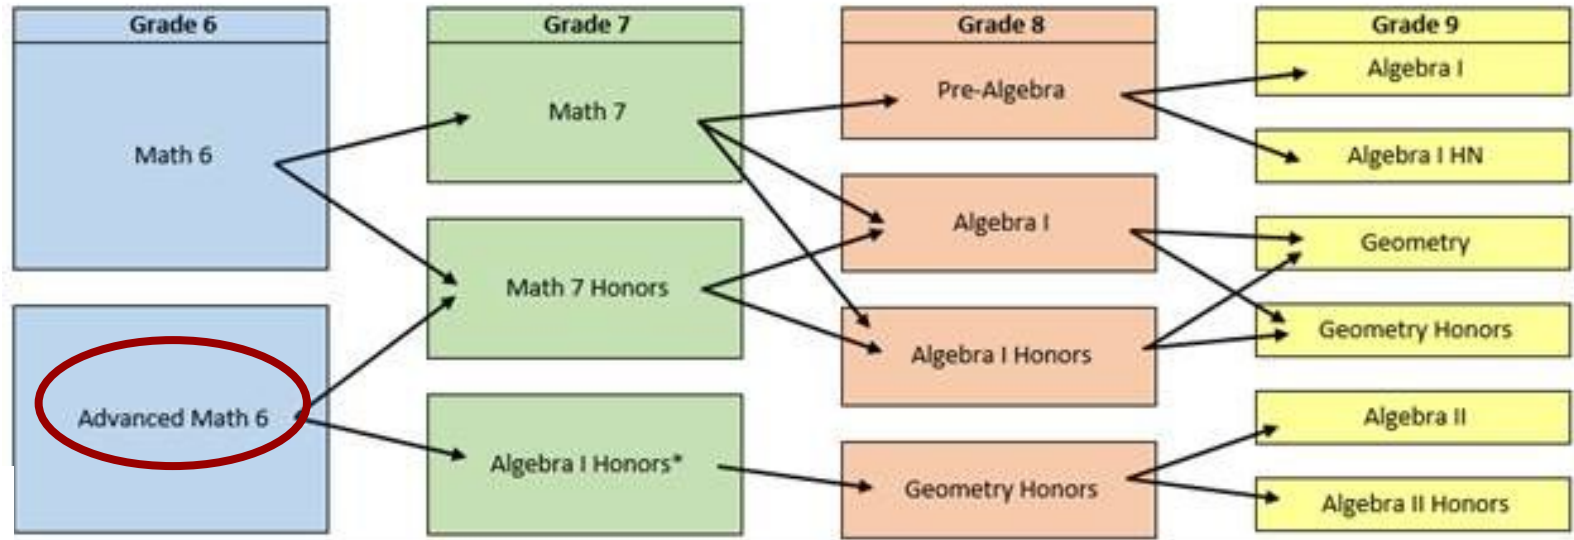 Grade 6
Math 6
Advanced Math 6
Grade 7
Math 7
Math 7 Honors
Algebra I Honors*
Grade 8
Pre-Algebra
Algebra I
Algebra I Honors
Geometry Honors
Grade 9
Algebra I
Algebra I HN
Geometry
Geometry Honors
Algebra II
Algebra II Honors